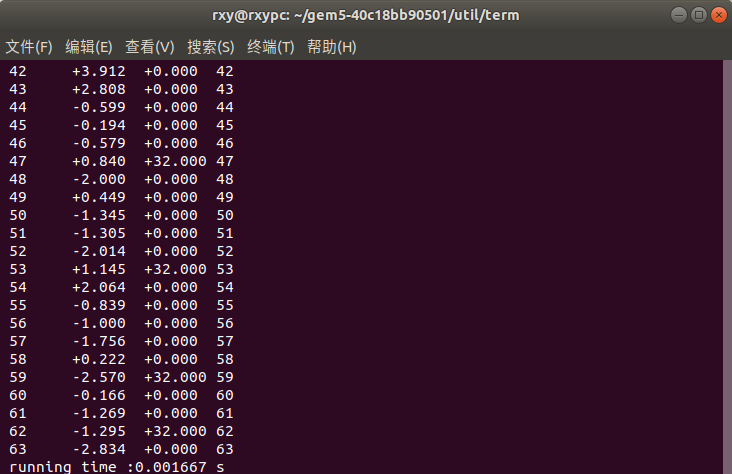 rxy@rxypc: ~/gem5-40c18bb90501/util/term
文件(F) 编辑(E) 查看(V) 搜索(S) 终端(T) 帮助(H)
42 +3.912 +0.000 42
43 +2.808 +0.000 43
44 -0.599 +0.000 44
45 -0.194 +0.000 45
46 -0.579 +0.000 46
47 +0.840 +32.000 47
48 -2.000 +0.000 48
49 +0.449 +0.000 49
50 -1.345 +0.000 50
51 -1.305 +0.000 51
52 -2.014 +0.000 52
53 +1.145 +32.000 53
54 +2.064 +0.000 54
55 -0.839 +0.000 55
56 -1.000 +0.000 56
57 -1.756 +0.000 57
58 +0.222 +0.000 58
59 -2.570 +32.000 59
60 -0.166 +0.000 60
61 -1.269 +0.000 61
62 -1.295 +32.000 62
63 -2.834 +0.000 63
running time :0.001667 s